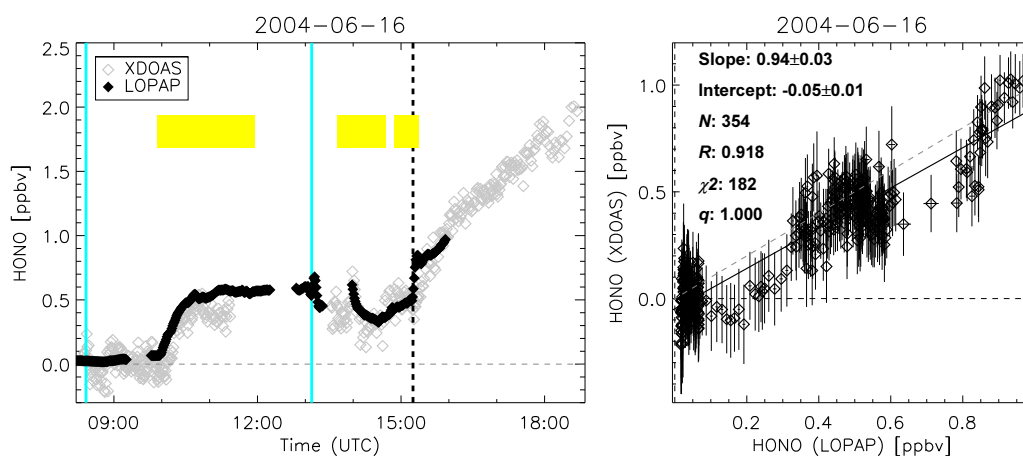 2004-06-16
2.5
2.0
1.5
1.0
0.5
0.0
HONO [ppbv]
XDOAS
LOPAP
09:00 12:00 15:00 18:00
Time (UTC)
2004-06-16
1.0
0.5
0.0
HONO (XDOAS) [ppbv]
Slope: 0.94±0.03
Intercept: -0.05±0.01
N: 354
R: 0.918
χ2: 182
q: 1.000
0.2 0.4 0.6 0.8
HONO (LOPAP) [ppbv]